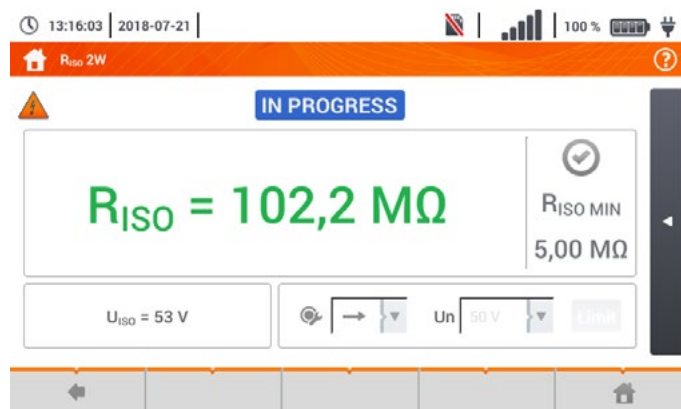 13:16:03 2018-07-21 100 %
RISO 2W ?
IN PROGRESS
RISO = 102,2 MΩ
RISO MIN
5,00 MΩ
UISO = 53 V
Un 50 V Limit